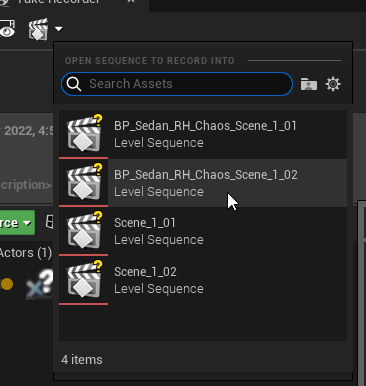 Take Recorder
OPEN SEQUENCE TO RECORD INTO
Search Assets
BP_Sedan_RH_Chaos_Scene_1_01
Level Sequence
2022, 4:5
BP_Sedan_RH_Chaos_Scene_1_02
Level Sequence
cription>
Scene_1_01
Level Sequence
rce
Actors (1)
Scene_1_02
Level Sequence
4 items